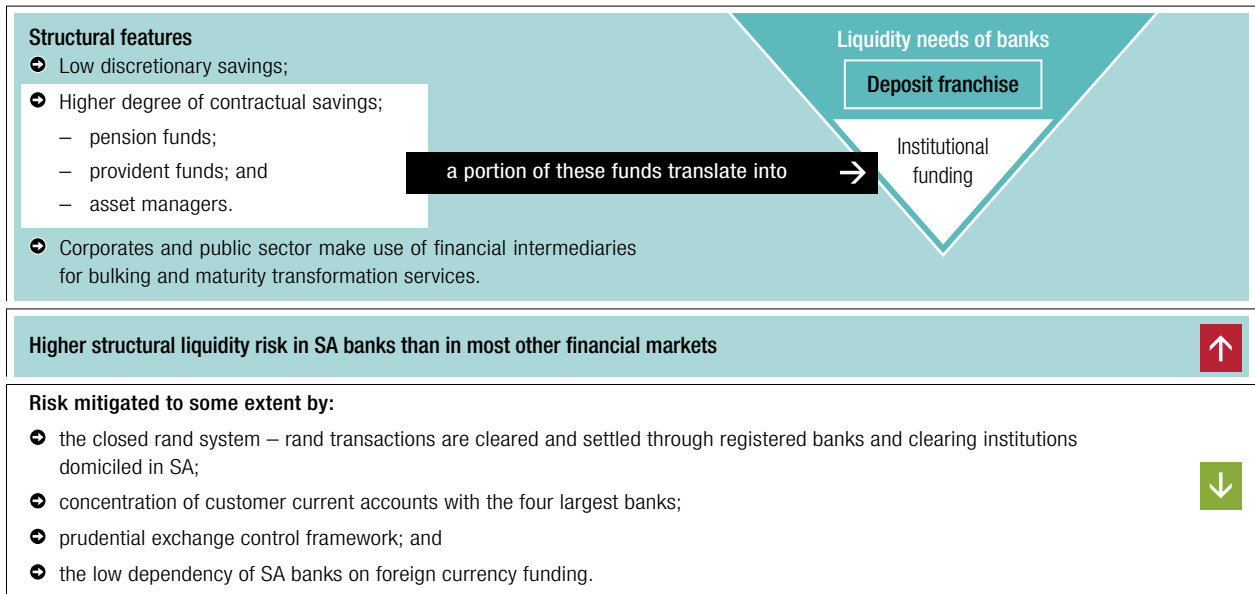 Structural features
➲ Low discretionary savings;
➲ Higher degree of contractual savings;
– pension funds;
– provident funds; and
– asset managers.
a portion of these funds translate into →
➲ Corporates and public sector make use of financial intermediaries
for bulking and maturity transformation services.
Liquidity needs of banks
Deposit franchise
Institutional
funding
Higher structural liquidity risk in SA banks than in most other financial markets
↑
Risk mitigated to some extent by:
➲ the closed rand system – rand transactions are cleared and settled through registered banks and clearing institutions
domiciled in SA;
➲ concentration of customer current accounts with the four largest banks;
➲ prudential exchange control framework; and
➲ the low dependency of SA banks on foreign currency funding.
↓